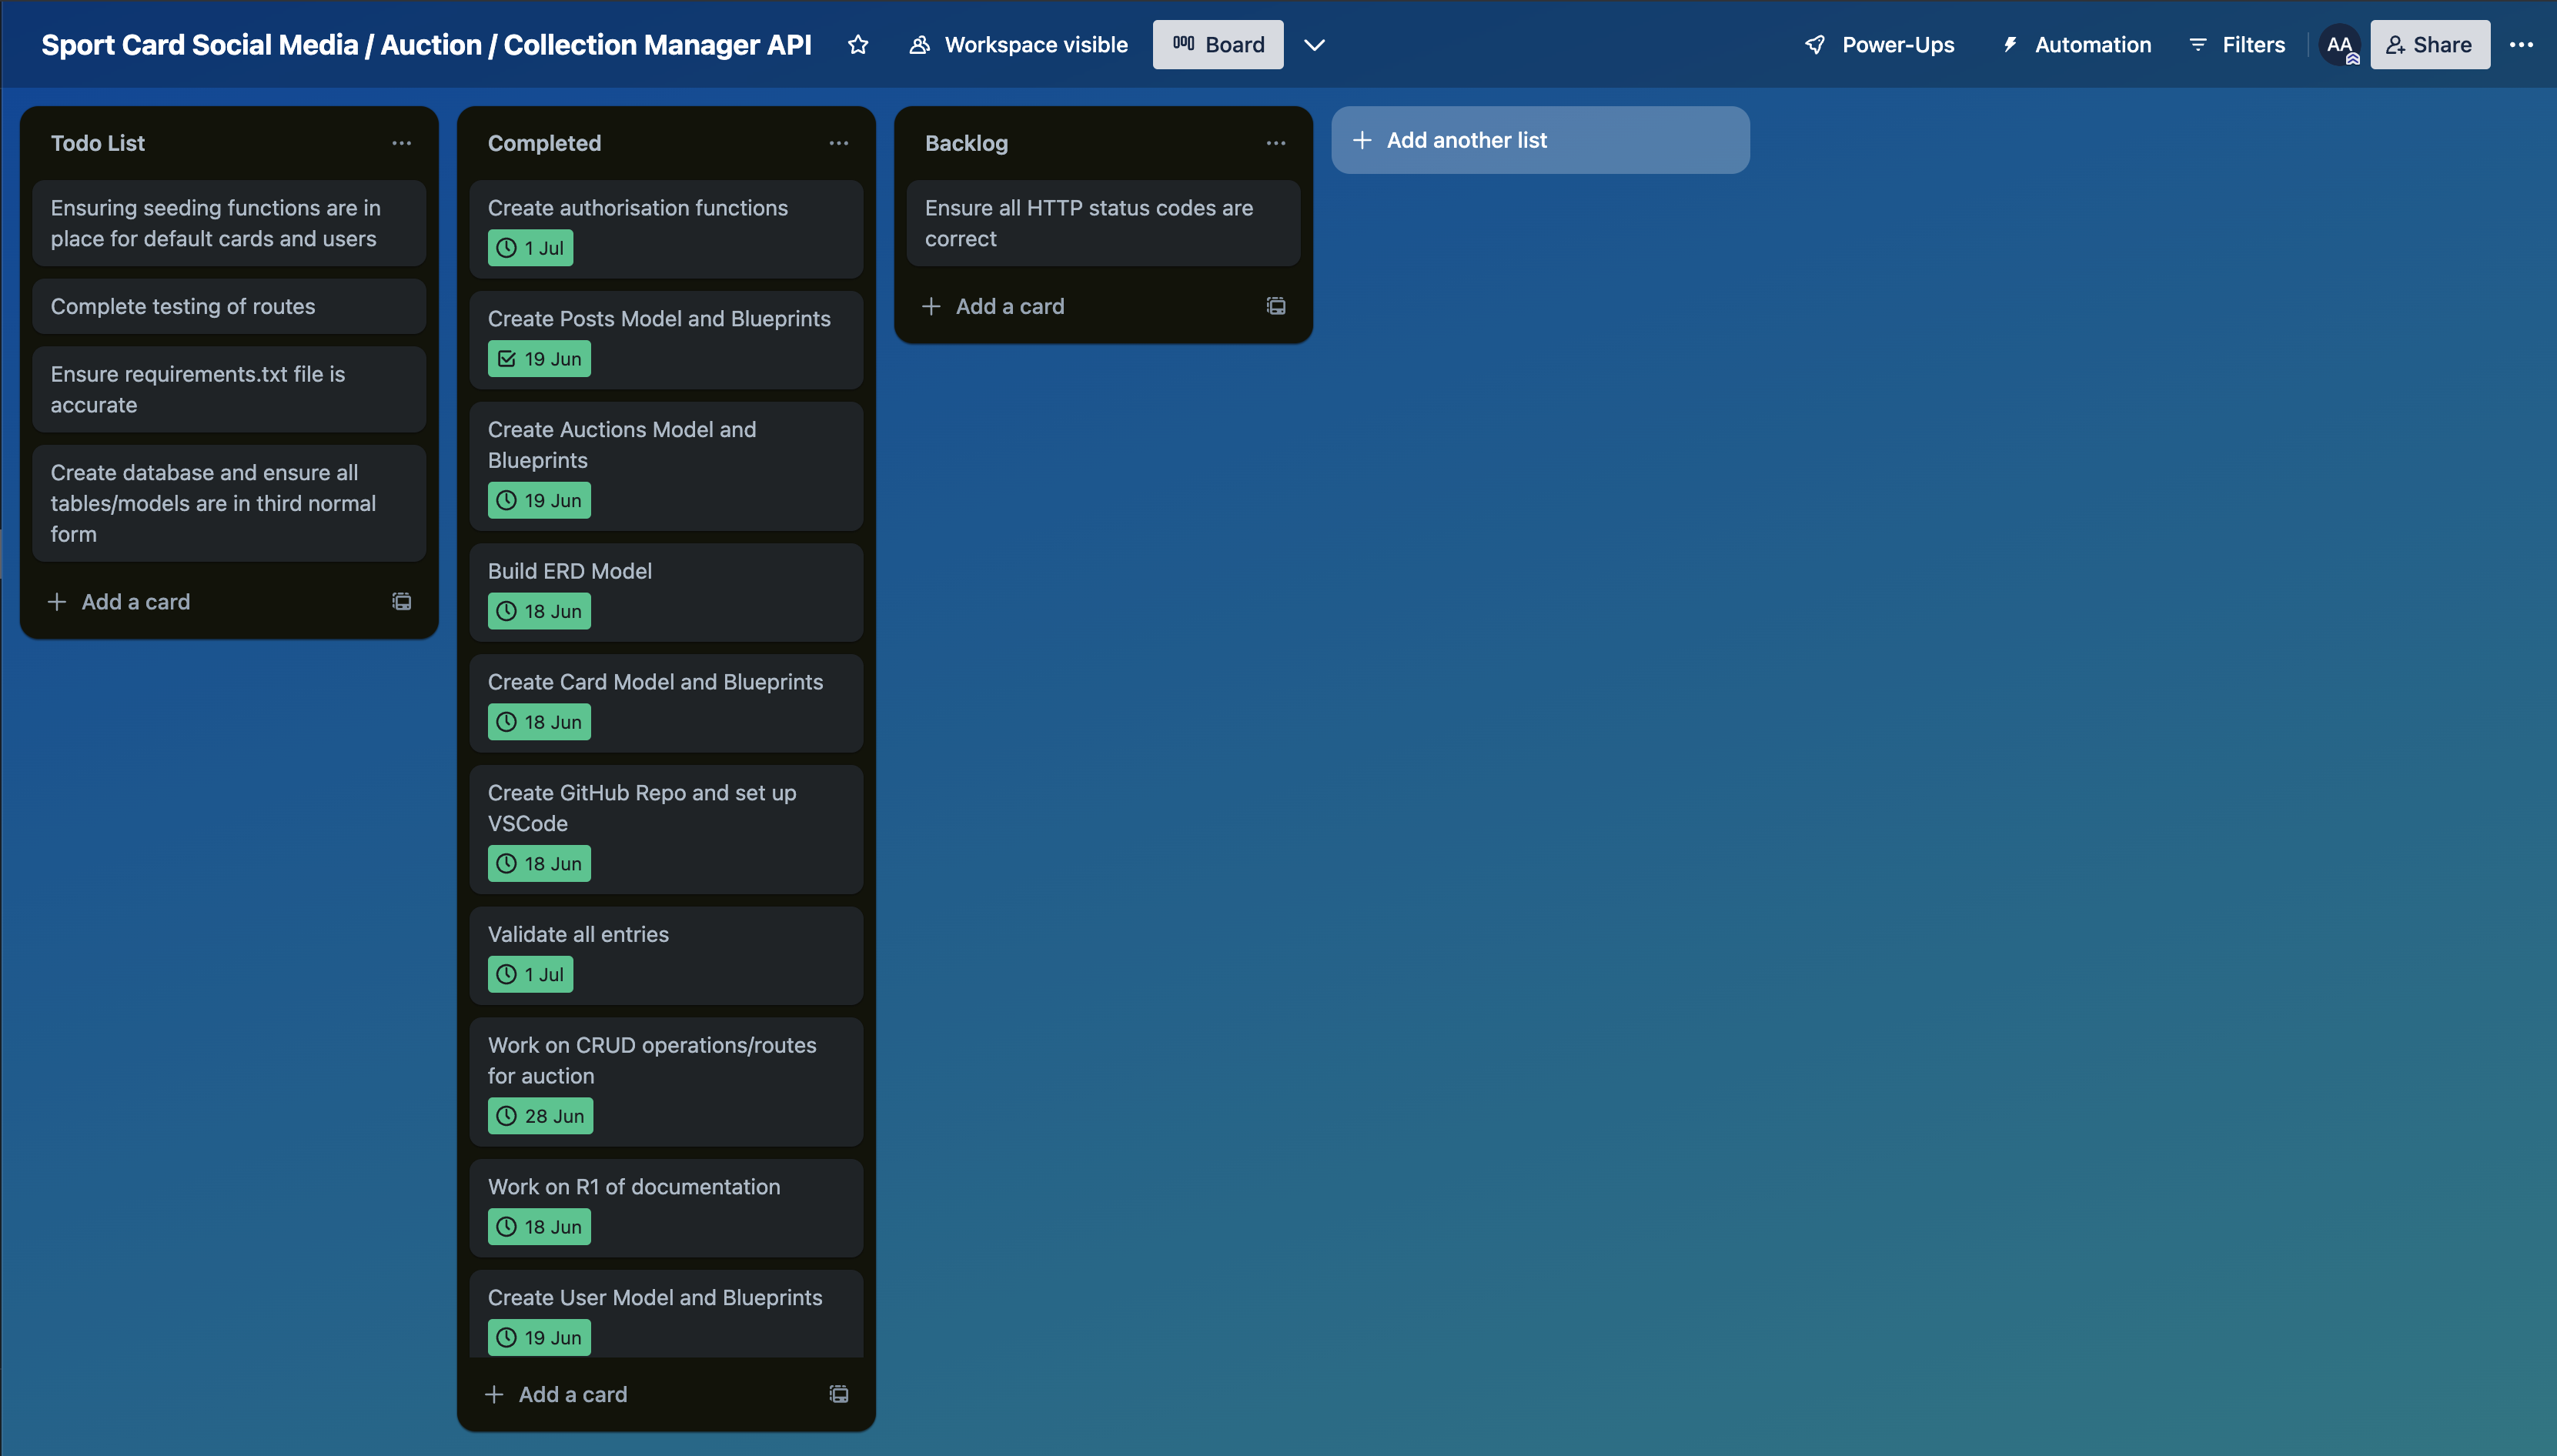 Sport Card Social Media / Auction / Collection Manager API
Workspace visible
Board
Power-Ups
Automation
Filters
AA
Share
Todo List
Ensuring seeding functions are in
place for default cards and users
Complete testing of routes
Ensure requirements.txt file is
accurate
Create database and ensure all
tables/models are in third normal
form
Add a card
Completed
Create authorisation functions
1 Jul
Create Posts Model and Blueprints
19 Jun
Create Auctions Model and
Blueprints
19 Jun
Build ERD Model
18 Jun
Create Card Model and Blueprints
18 Jun
Create GitHub Repo and set up
VSCode
18 Jun
Validate all entries
1 Jul
Work on CRUD operations/routes
for auction
28 Jun
Work on R1 of documentation
18 Jun
Create User Model and Blueprints
19 Jun
Add a card
Backlog
Ensure all HTTP status codes are
correct
Add a card
Add another list